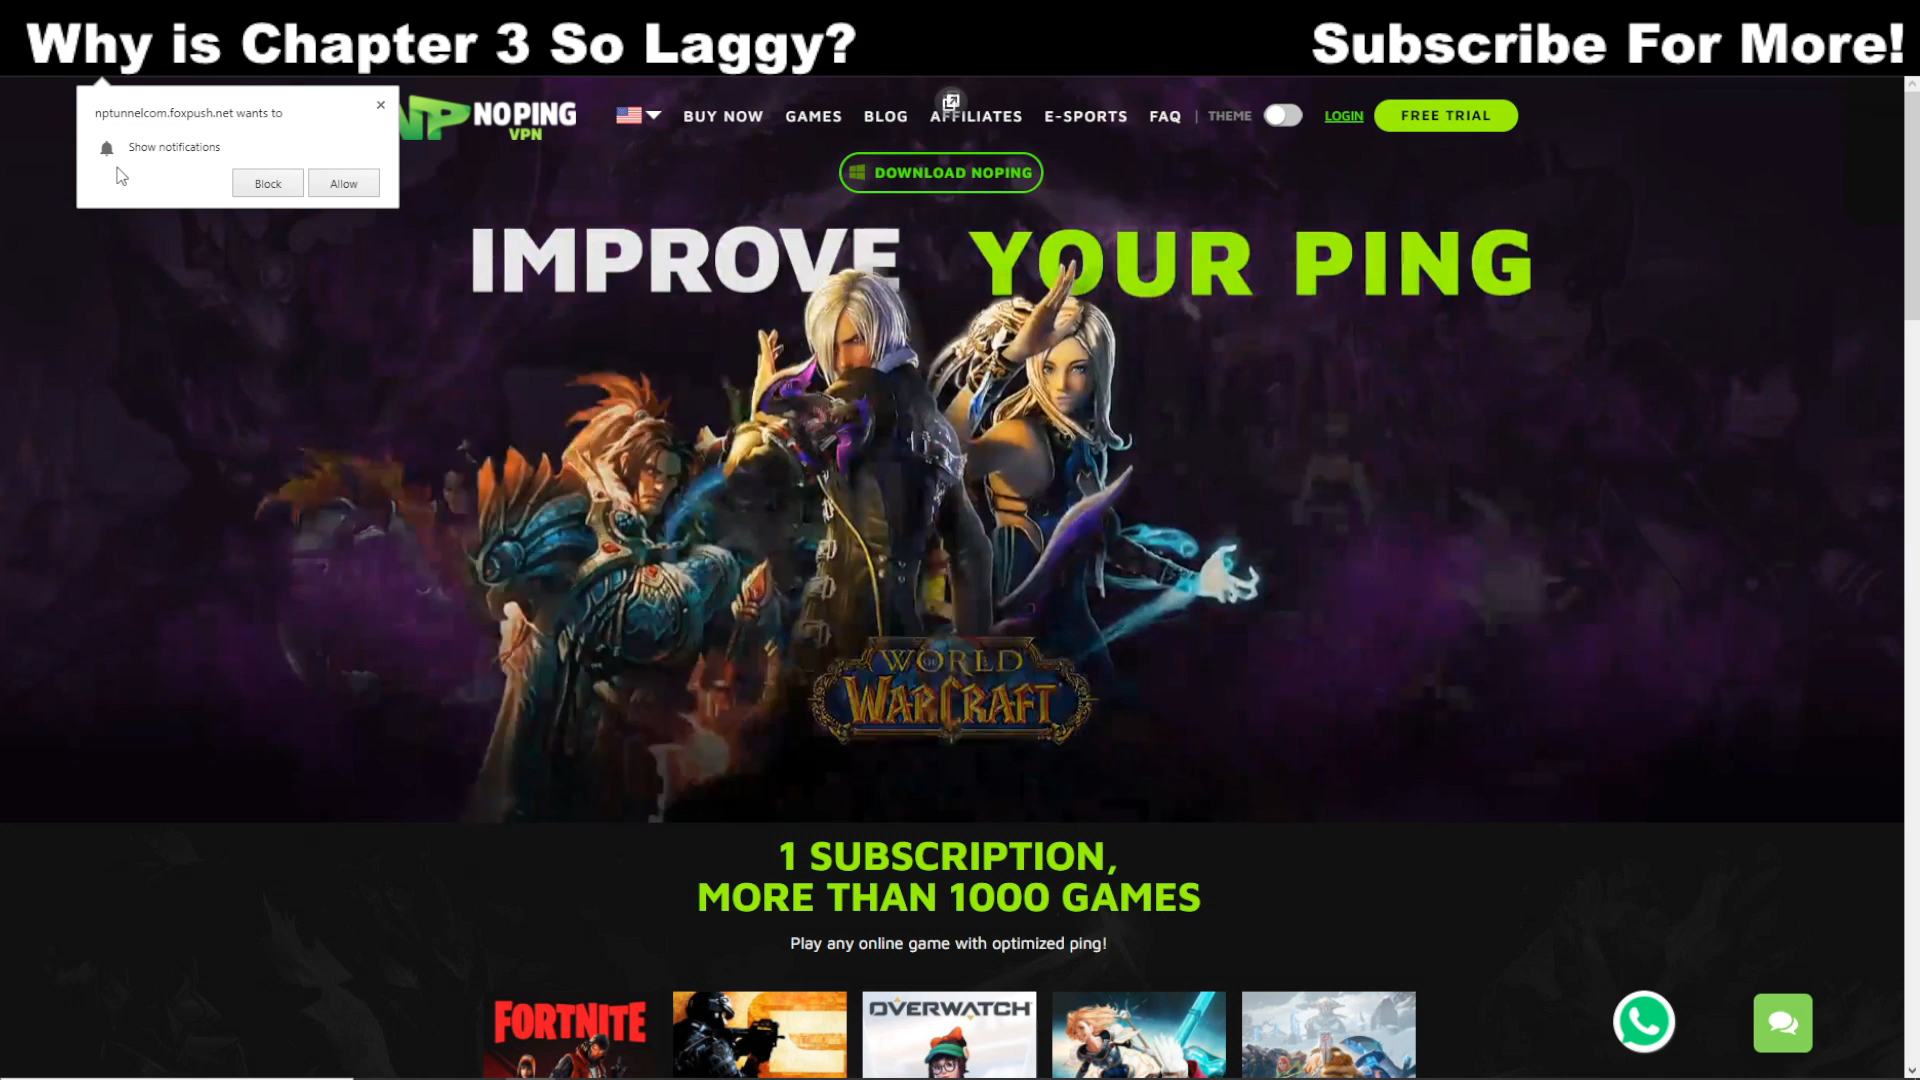 Why is Chapter 3 So Laggy?
Subscribe For More!
nptunnelcom.foxpush.net wants to
Show notifications
Block
Allow
NP NOPING
VPN
BUY NOW
GAMES
BLOG
AFFILIATES
E-SPORTS
FAQ
|
THEME
LOGIN
FREE TRIAL
DOWNLOAD NOPING
IMPROVE YOUR PING
WORLD
OF
WARCRAFT
1 SUBSCRIPTION,
MORE THAN 1000 GAMES
Play any online game with optimized ping!
FORTNITE
OVERWATCH